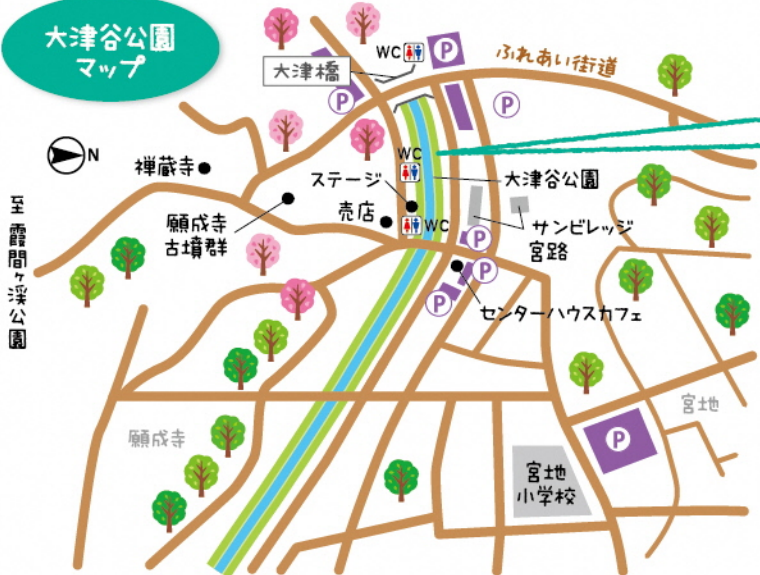 大津谷公園
マップ
WC
P
ふれあい街道
大津橋
P
P
N
禅蔵寺
WC
ステージ
大津谷公園
売店
WC
願成寺
古墳群
サンビレッジ
宮路
P
P
P
センターハウスカフェ
至 霞間ヶ渓公園
願成寺
宮地
P
宮地
小学校